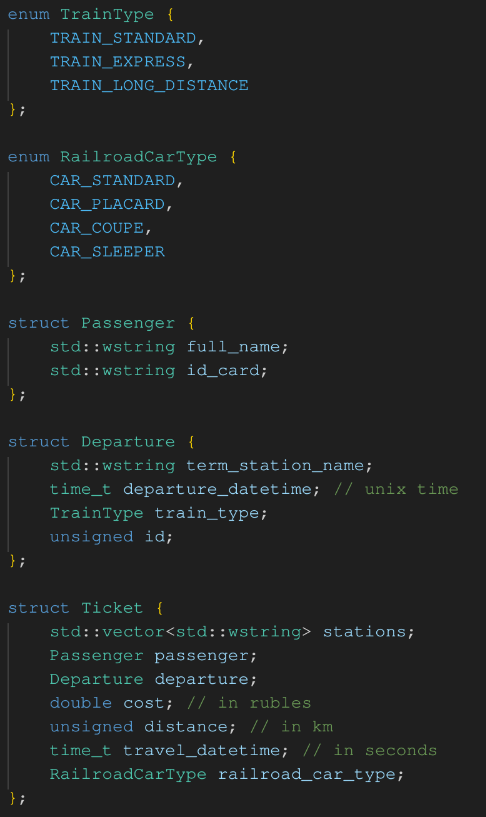 enum TrainType {
    TRAIN_STANDARD,
    TRAIN_EXPRESS,
    TRAIN_LONG_DISTANCE
};

enum RailroadCarType {
    CAR_STANDARD,
    CAR_PLACARD,
    CAR_COUPE,
    CAR_SLEEPER
};

struct Passenger {
    std::wstring full_name;
    std::wstring id_card;
};

struct Departure {
    std::wstring term_station_name;
    time_t departure_datetime; // unix time
    TrainType train_type;
    unsigned id;
};

struct Ticket {
    std::vector<std::wstring> stations;
    Passenger passenger;
    Departure departure;
    double cost; // in rubles
    unsigned distance; // in km
    time_t travel_datetime; // in seconds
    RailroadCarType railroad_car_type;
};